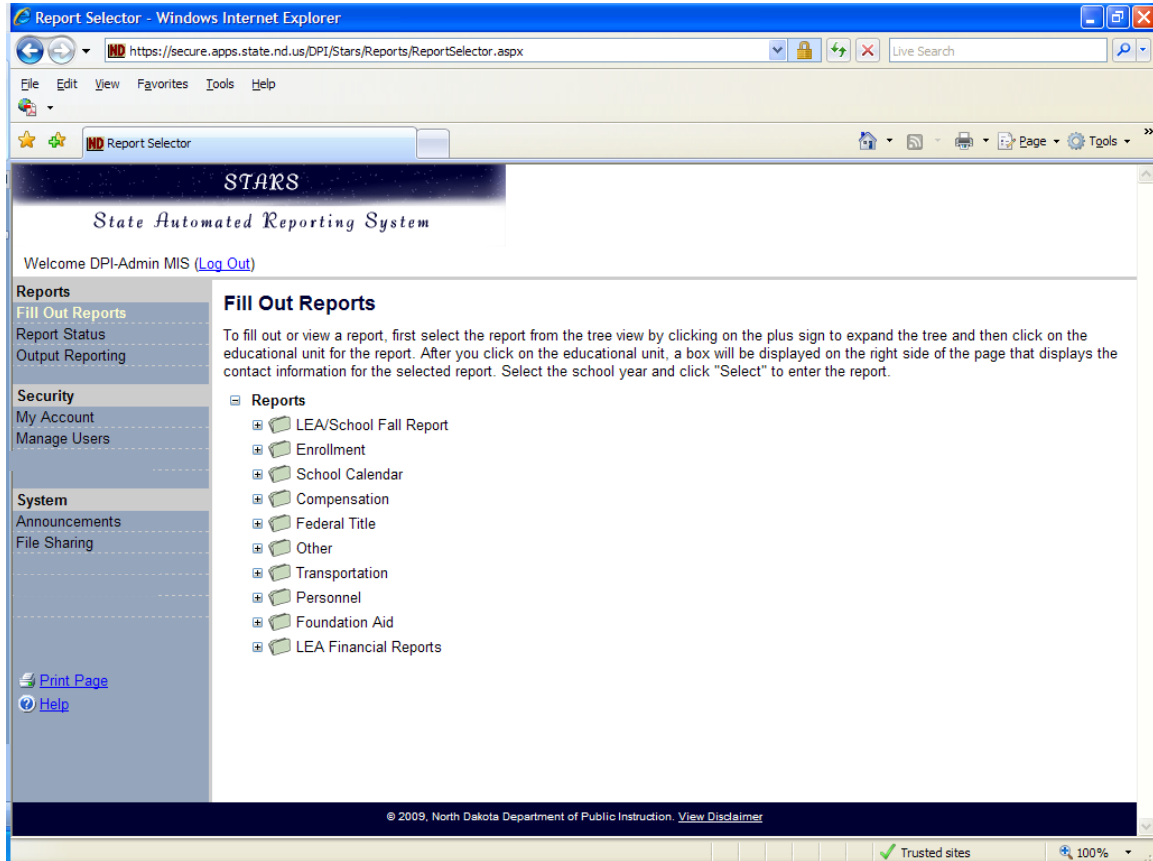 Report Selector - Windows Internet Explorer
https://secure.apps.state.nd.us/DPI/Stars/Reports/ReportSelector.aspx
Live Search
File Edit View Favorites Tools Help
Report Selector
Page Tools
STARS
State Automated Reporting System
Welcome DPI-Admin MIS (Log Out)
Reports
Fill Out Reports
Report Status
Output Reporting
Security
My Account
Manage Users
System
Announcements
File Sharing
Print Page
Help
Fill Out Reports
To fill out or view a report, first select the report from the tree view by clicking on the plus sign to expand the tree and then click on the
educational unit for the report. After you click on the educational unit, a box will be displayed on the right side of the page that displays the
contact information for the selected report. Select the school year and click "Select" to enter the report.
Reports
LEA/School Fall Report
Enrollment
School Calendar
Compensation
Federal Title
Other
Transportation
Personnel
Foundation Aid
LEA Financial Reports
© 2009, North Dakota Department of Public Instruction. View Disclaimer
Trusted sites
100%